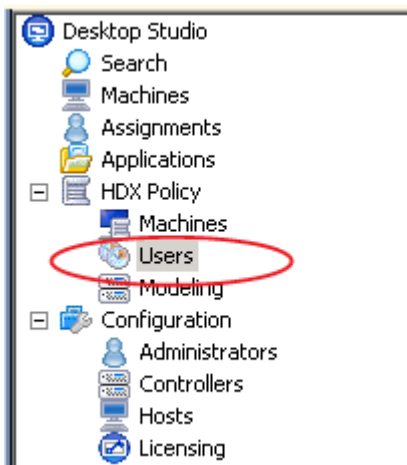 Desktop Studio
Search
Machines
Assignments
Applications
HDX Policy
Machines
Users
Modeling
Configuration
Administrators
Controllers
Hosts
Licensing